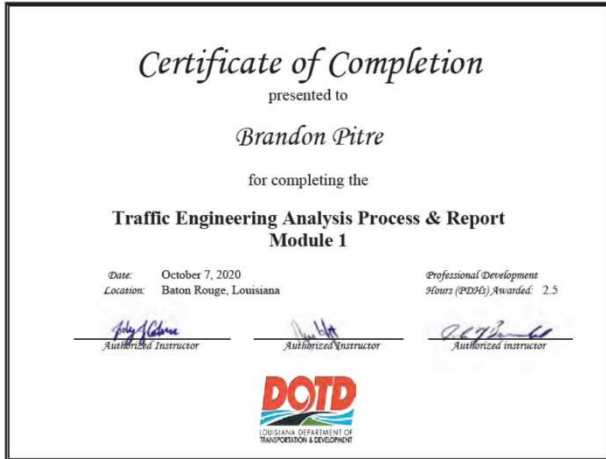 Certificate of Completion
presented to
Brandon Pitre
for completing the
Traffic Engineering Analysis Process & Report
Module 1
Date: October 7, 2020
Location: Baton Rouge, Louisiana
Professional Development
Hours (PDHs) Awarded: 2.5
Authorized Instructor
Authorized Instructor
Authorized instructor
DOTD
LOUISIANA DEPARTMENT OF
TRANSPORTATION & DEVELOPMENT